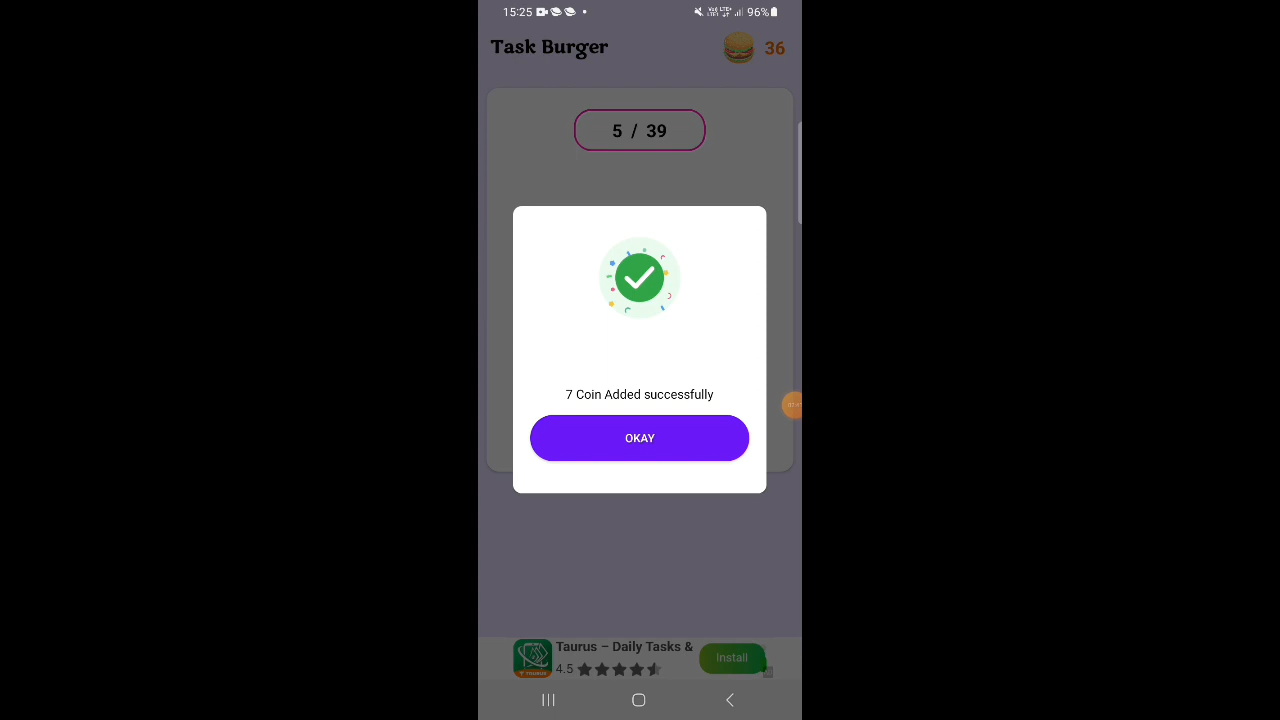 15:25 96%
Task Burger 36
5 / 39
7 Coin Added successfully
OKAY
Taurus – Daily Tasks &
4.5
Install
TAURUS